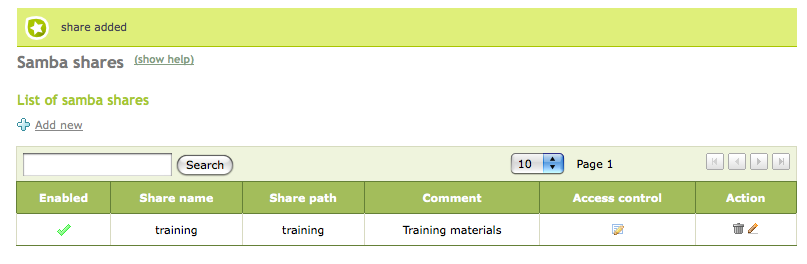 share added
Samba shares (show help)
List of samba shares
Add new
Search 10 Page 1
Enabled Share name Share path Comment Access control Action
training training Training materials